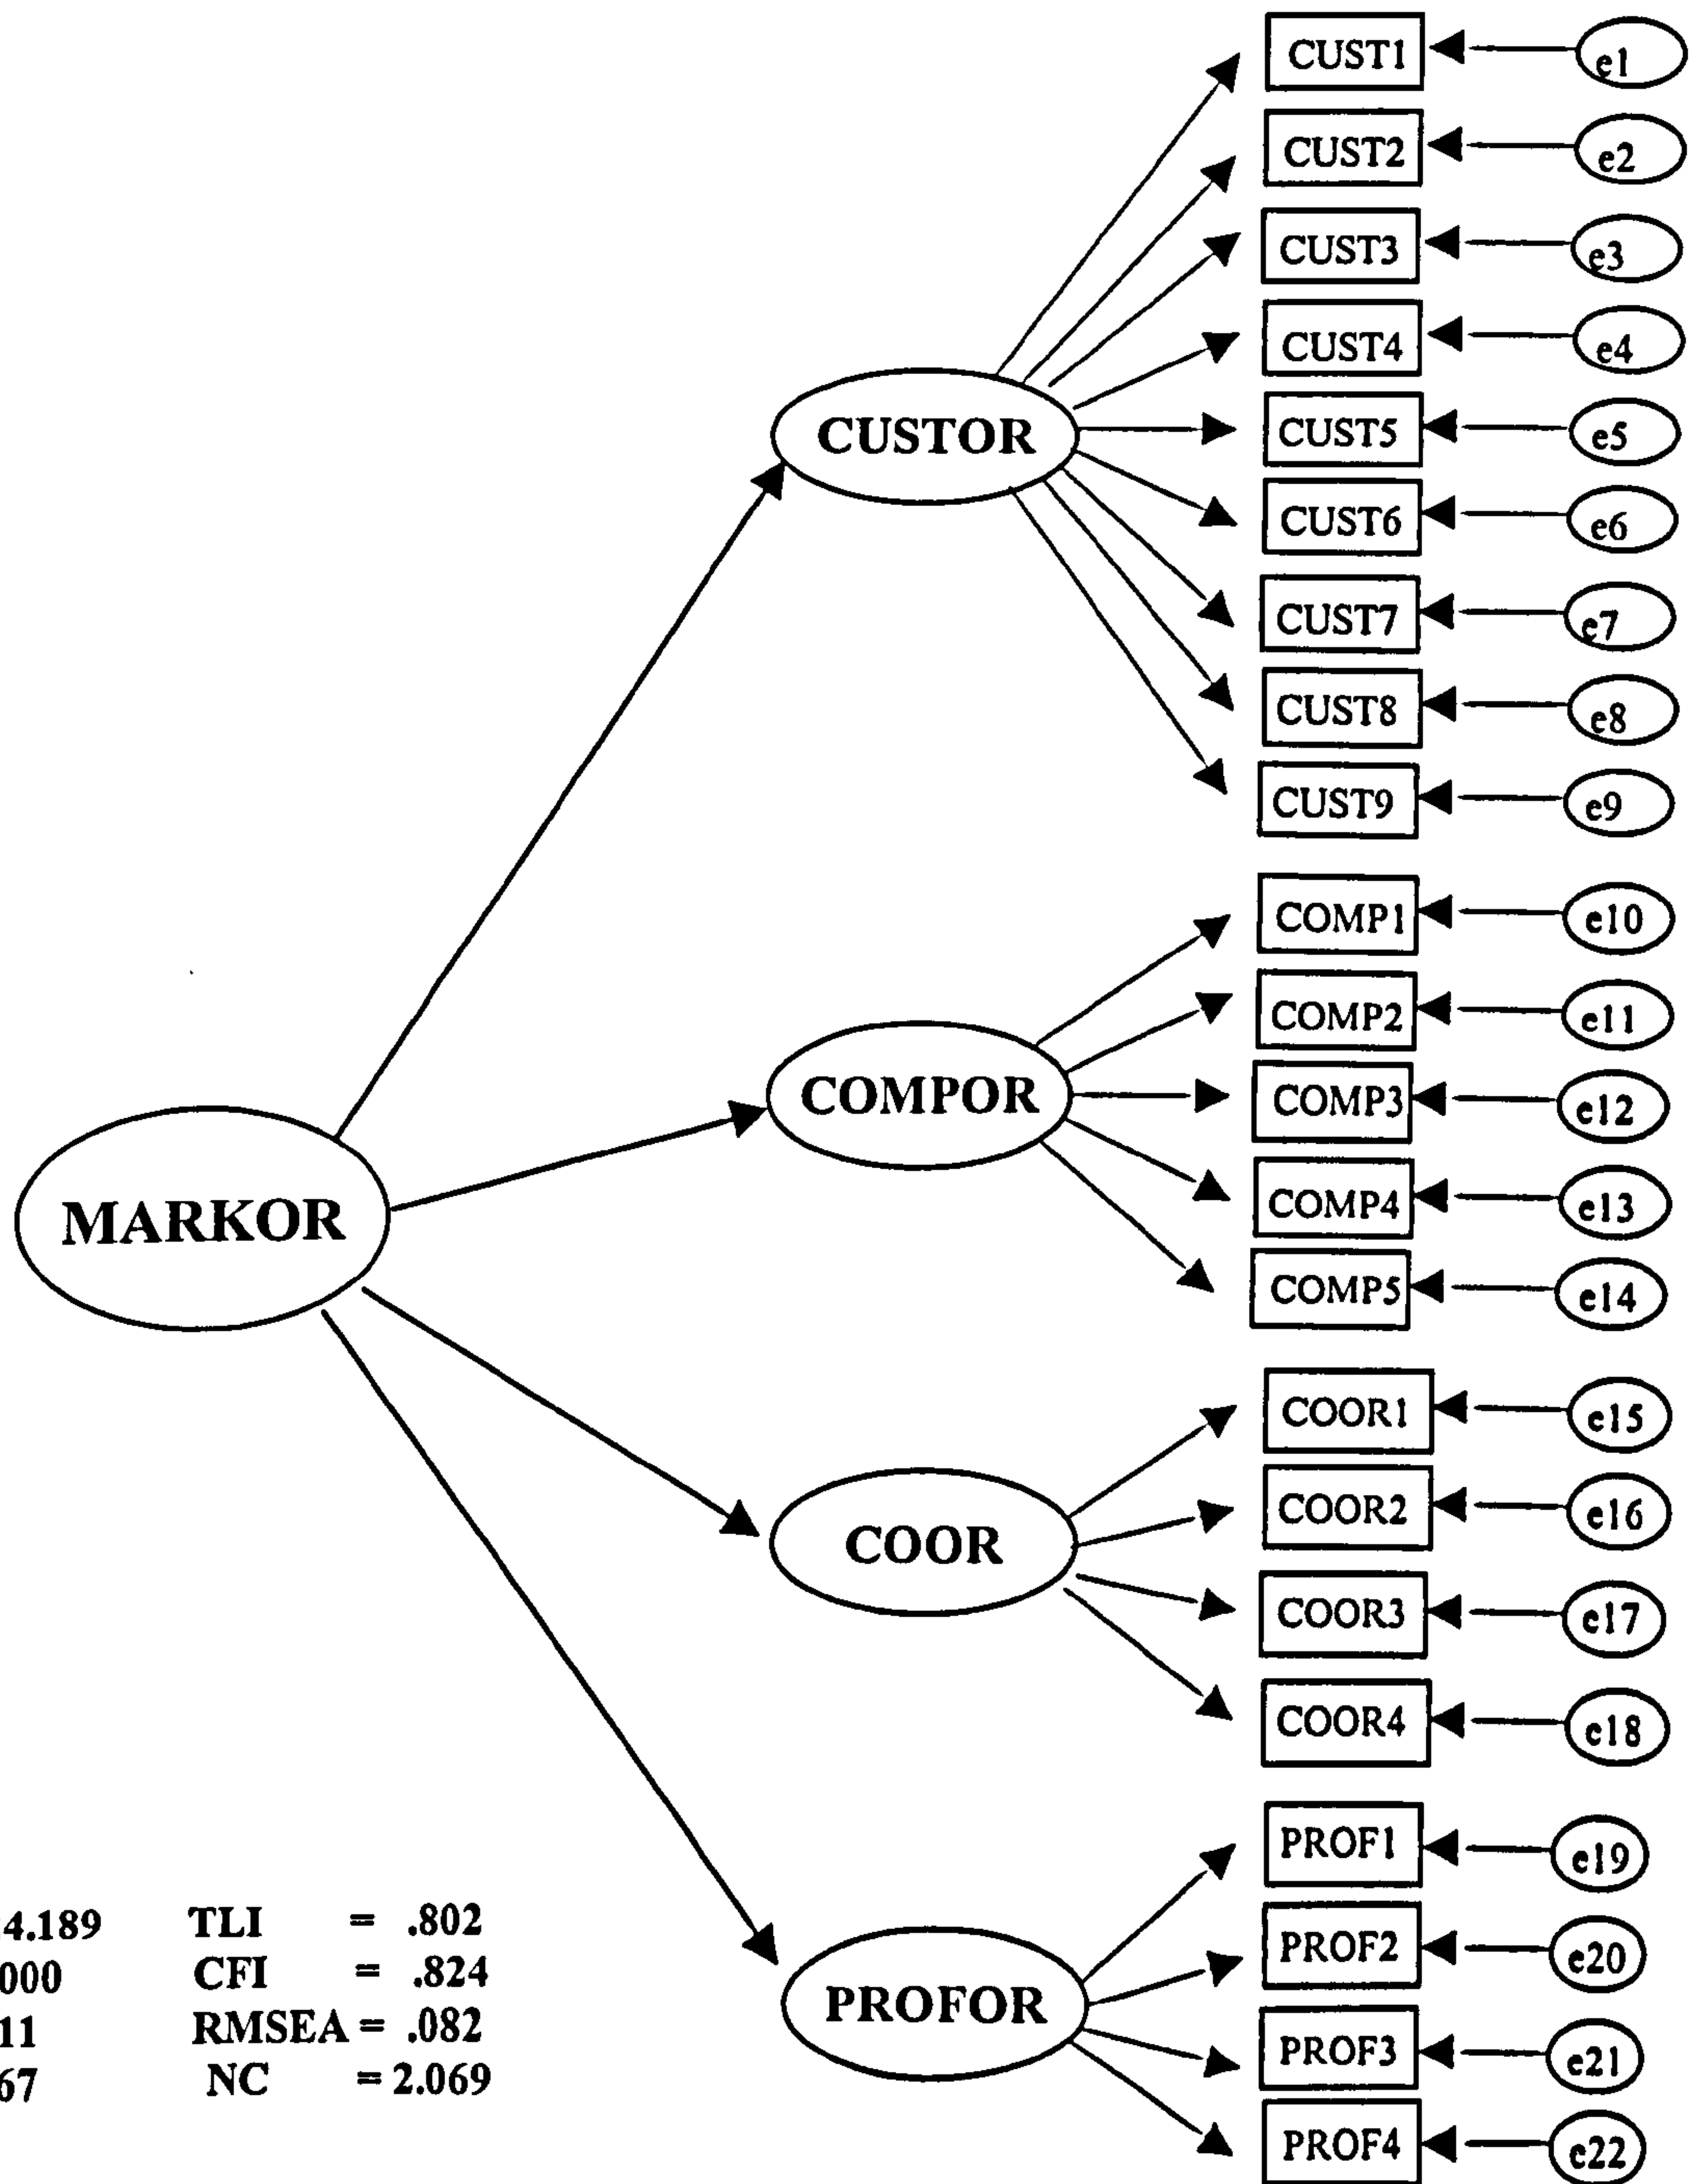 CUST1 e1
CUST2 e2
CUST3 e3
CUST4 e4
CUSTOR
CUST5 e5
CUST6 e6
CUST7 e7
CUST8 e8
CUST9 e9
COMP1 e10
COMP2 e11
COMPOR
COMP3 e12
COMP4 e13
MARKOR
COMP5 e14
COOR1 e15
COOR2 e16
COOR
COOR3 e17
COOR4 e18
PROF1 e19
4.189 TLI = .802
PROF2 e20
000 CFI = .824
PROFOR
11 RMSEA = .082
PROF3 e21
67 NC = 2.069
PROF4 e22